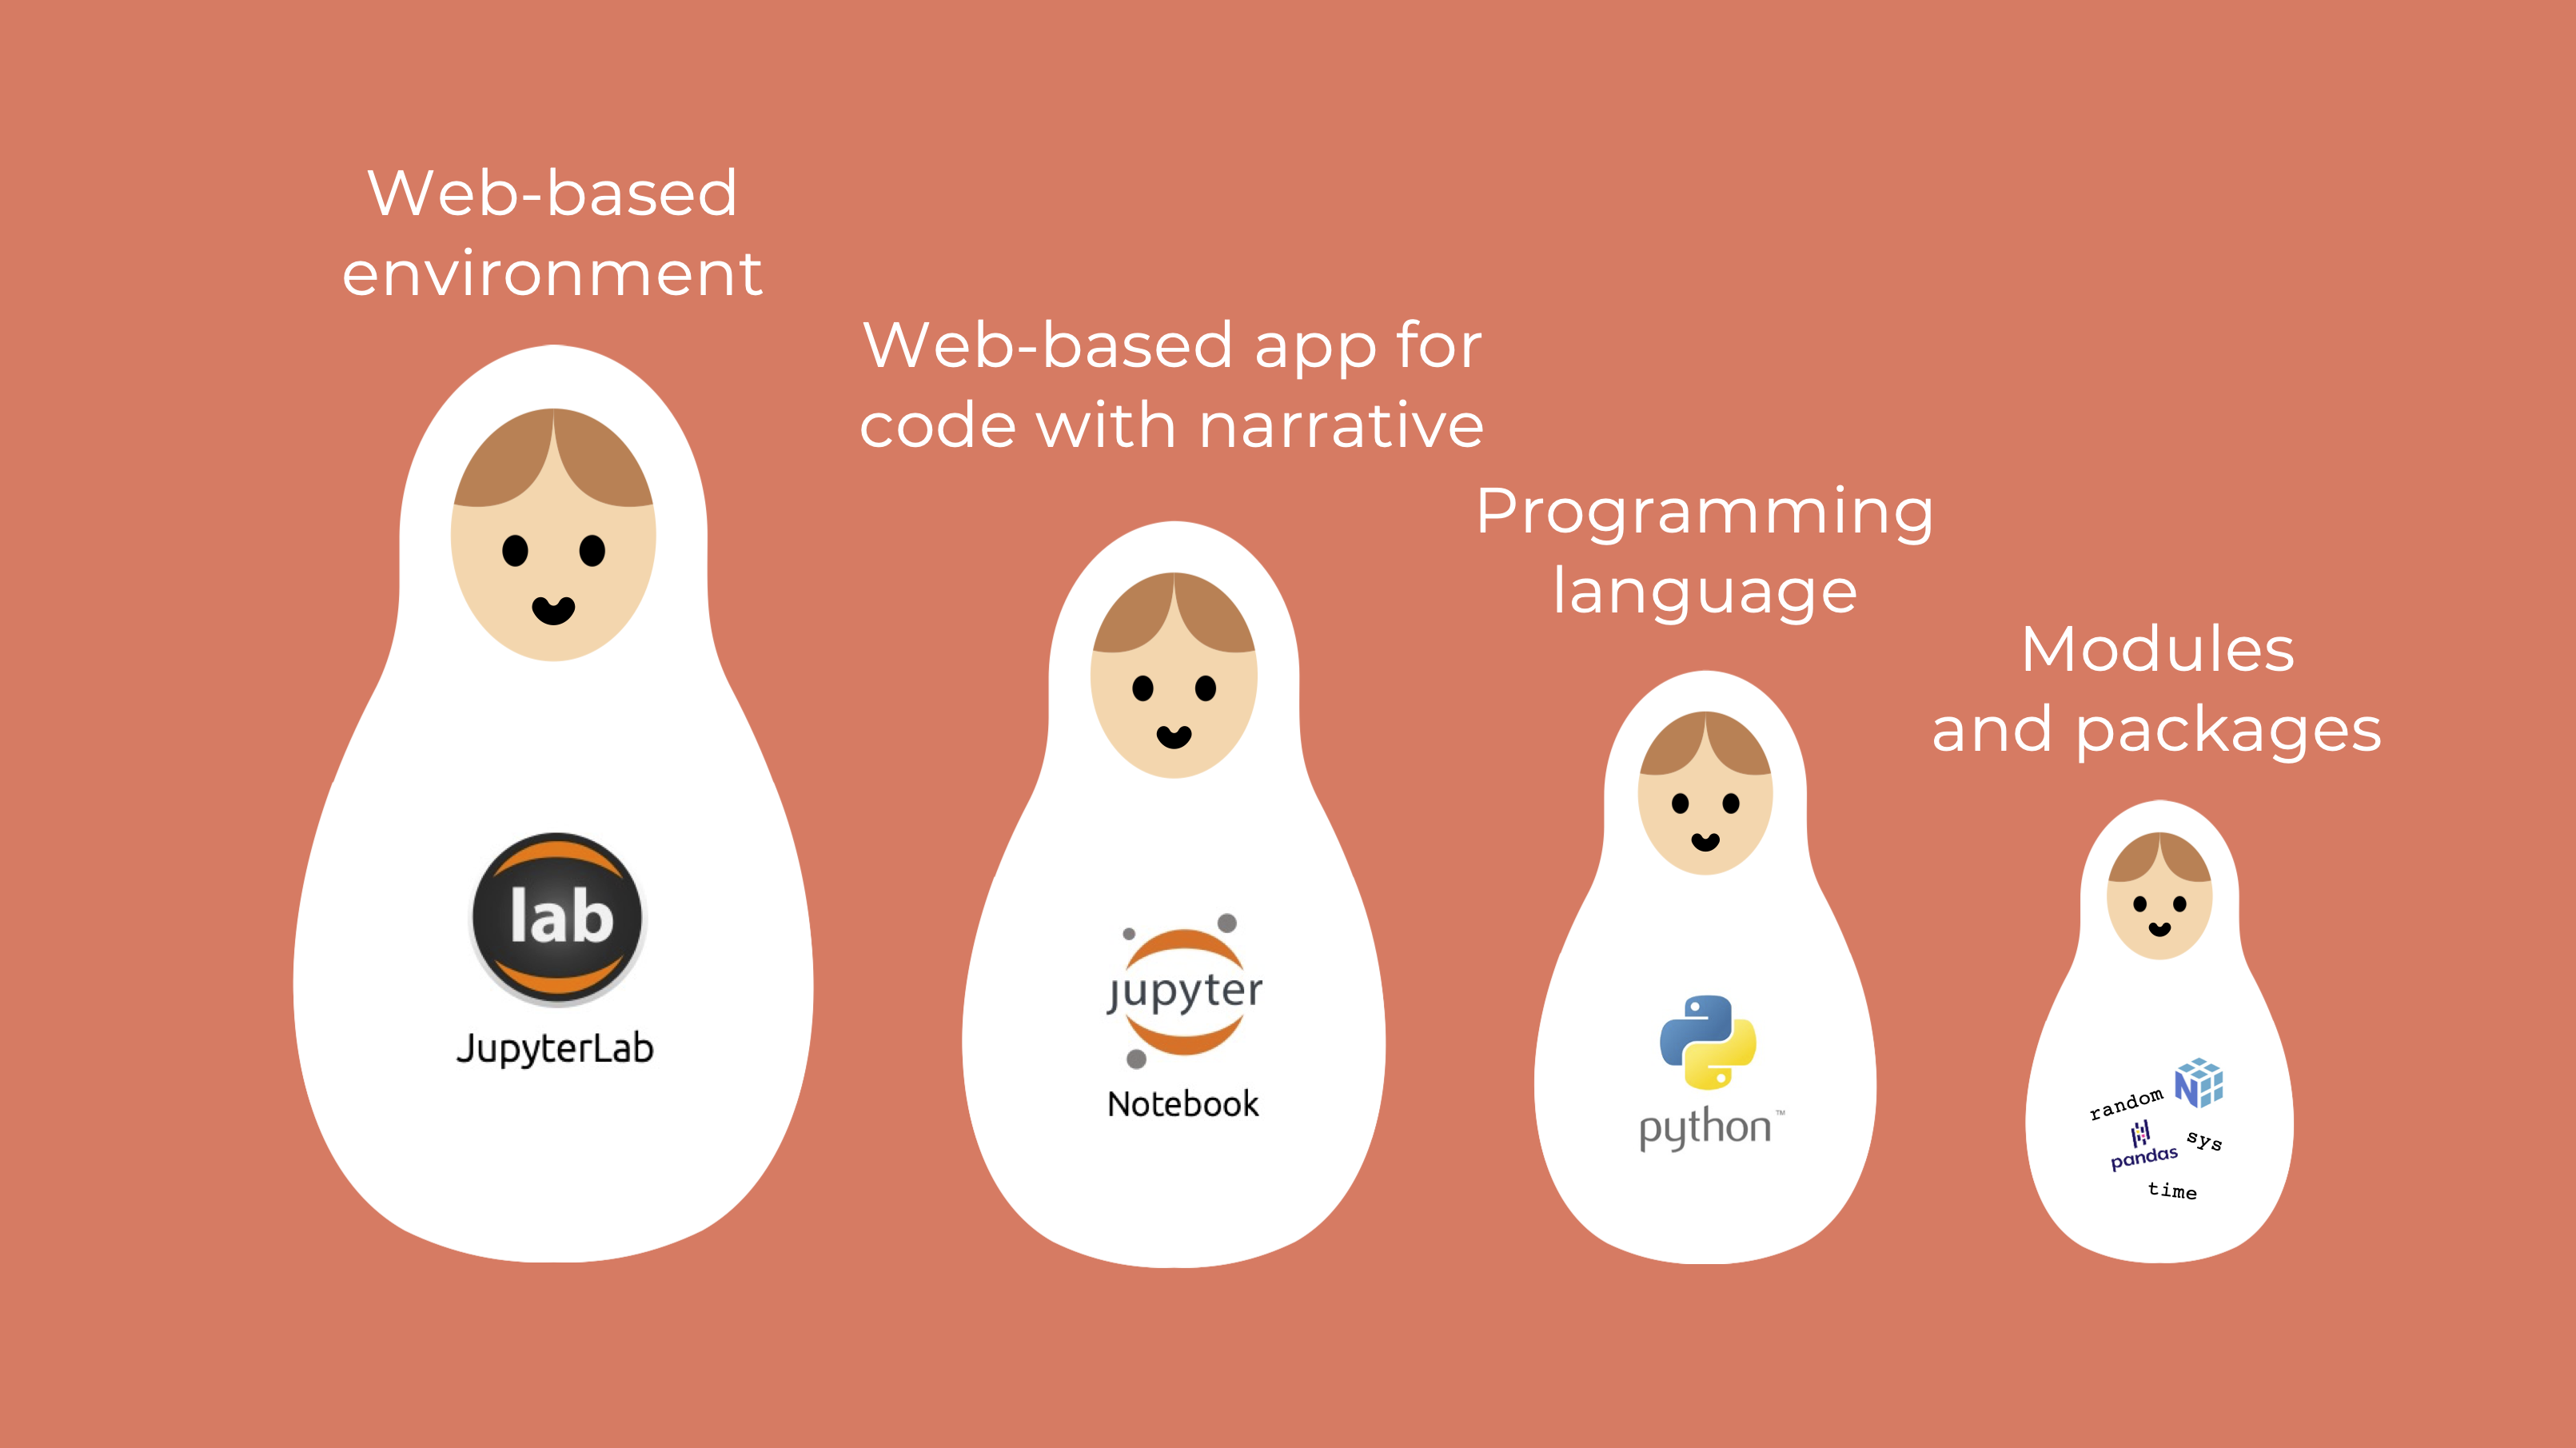 Web-based
environment
Web-based app for
code with narrative
Programming
language
Modules
and packages
lab
JupyterLab
jupyter
Notebook
python™
random
N
sys
pandas
time